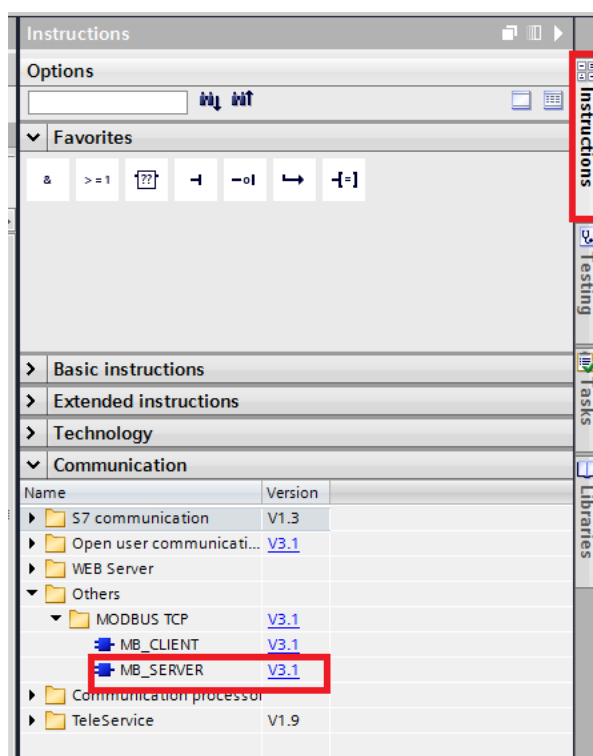 Instructions
Options
Favorites
&
>=1
??
-o|
-[=]
Basic instructions
Extended instructions
Technology
Communication
Name Version
S7 communication V1.3
Open user communicati... V3.1
WEB Server
Others
MODBUS TCP V3.1
MB_CLIENT V3.1
MB_SERVER V3.1
Communication processor
TeleService V1.9
Instructions
Testing
Tasks
Libraries